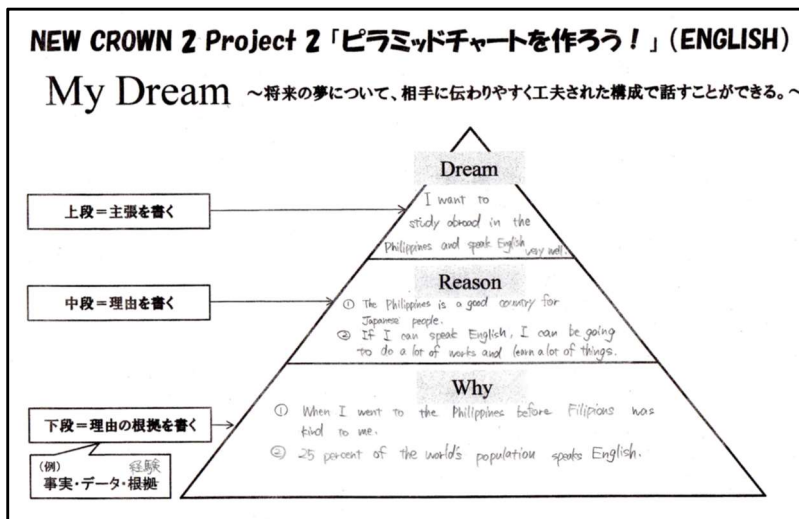 NEW CROWN 2 Project 2「ピラミッドチャートを作ろう!」(ENGLISH)
My Dream ~将来の夢について、相手に伝わりやすく工夫された構成で話すことができる。~
Dream
上段=主張を書く
I want to
study abroad in the
Philippines and speak English very well.
Reason
中段=理由を書く
① The Philippines is a good country for
Japanese people.
② If I can speak English, I can be going
to do a lot of works and learn a lot of things.
Why
下段=理由の根拠を書く
① When I went to the Philippines before Filipions was
kind to me.
② 25 percent of the world's population speaks English.
(例) 経験
事実・データ・根拠